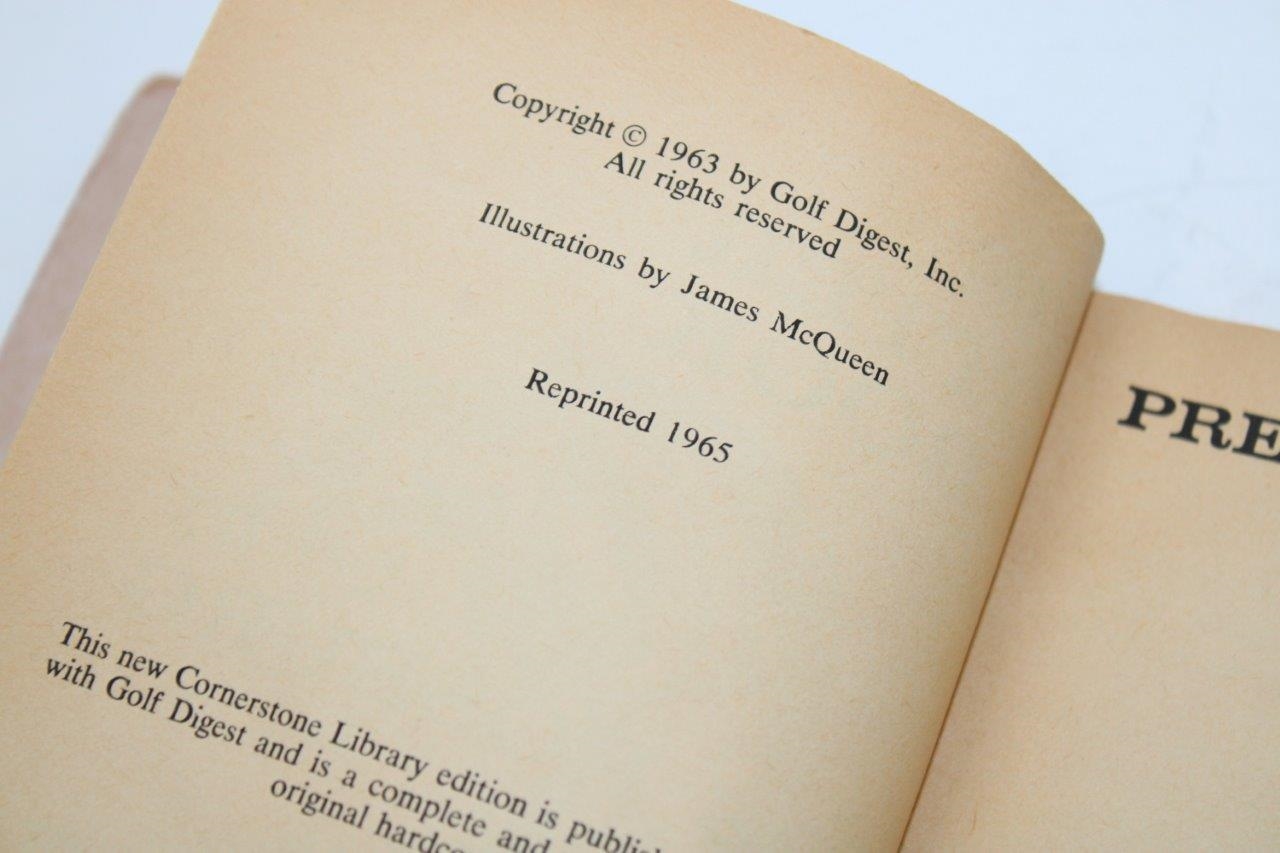 Copyright © 1963 by Golf Digest, Inc.
All rights reserved
Illustrations by James McQueen
Reprinted 1965
This new Cornerstone Library edition is
with Golf Digest and is a complete and
original
PRE